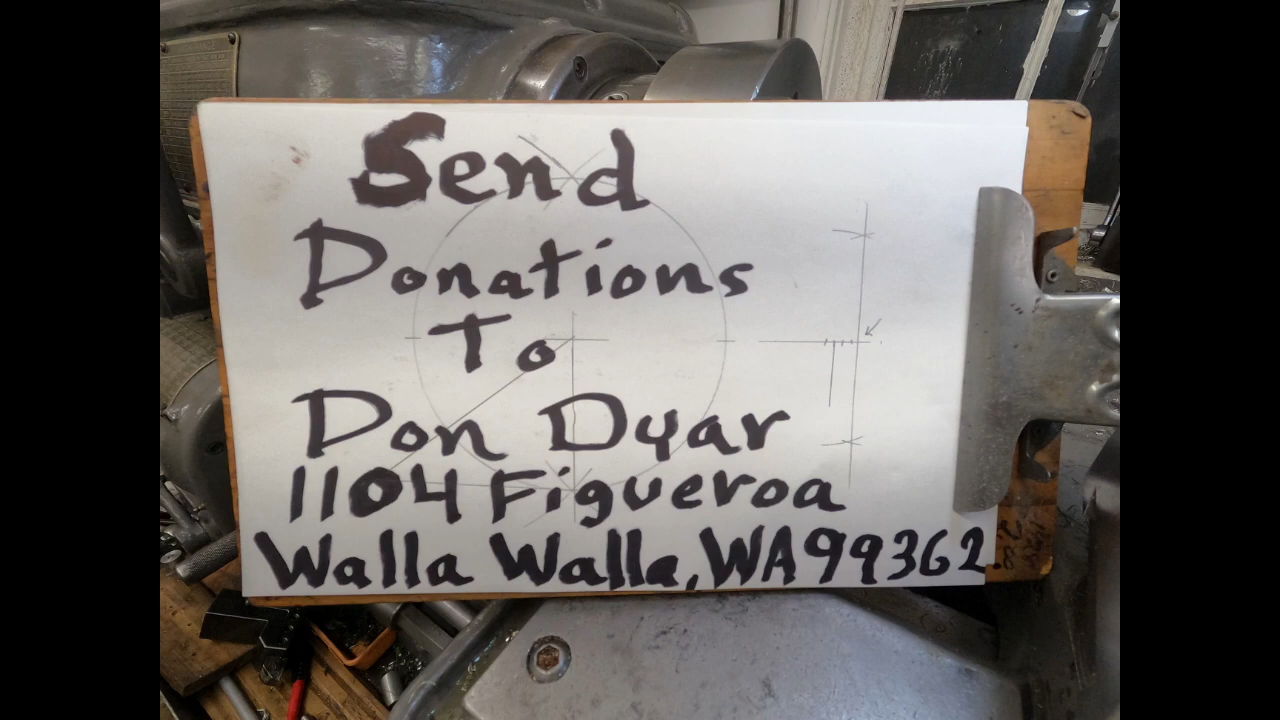 Send
Donations
To
Don Dyar
1104 Figueroa
Walla Walla, WA 99362.